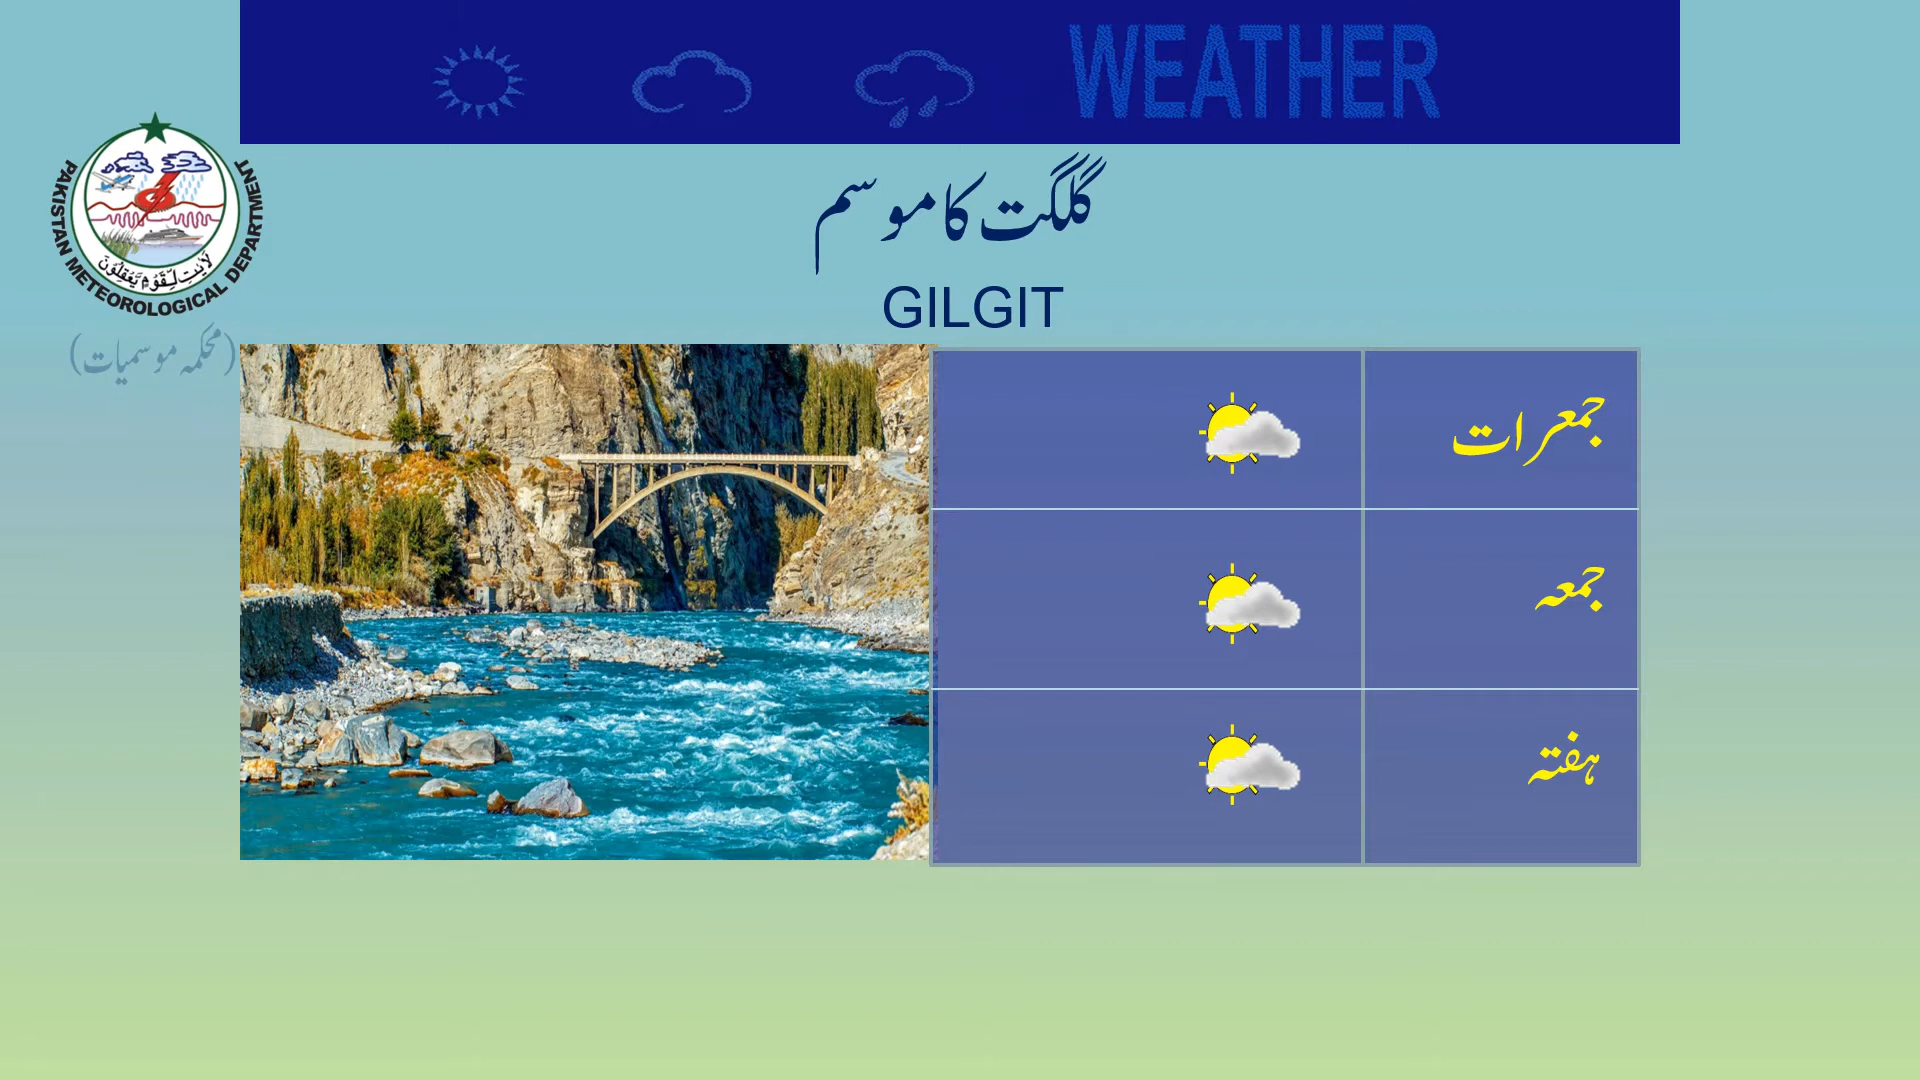 WEATHER
گلگت کا موسم
GILGIT
PAKISTAN METEOROLOGICAL DEPARTMENT
لَاٰيٰتٍ لِّقَوْمٍ يَّعْقِلُوْنَ
(محکمہ موسمیات)
جمعرات
جمعہ
ہفتہ